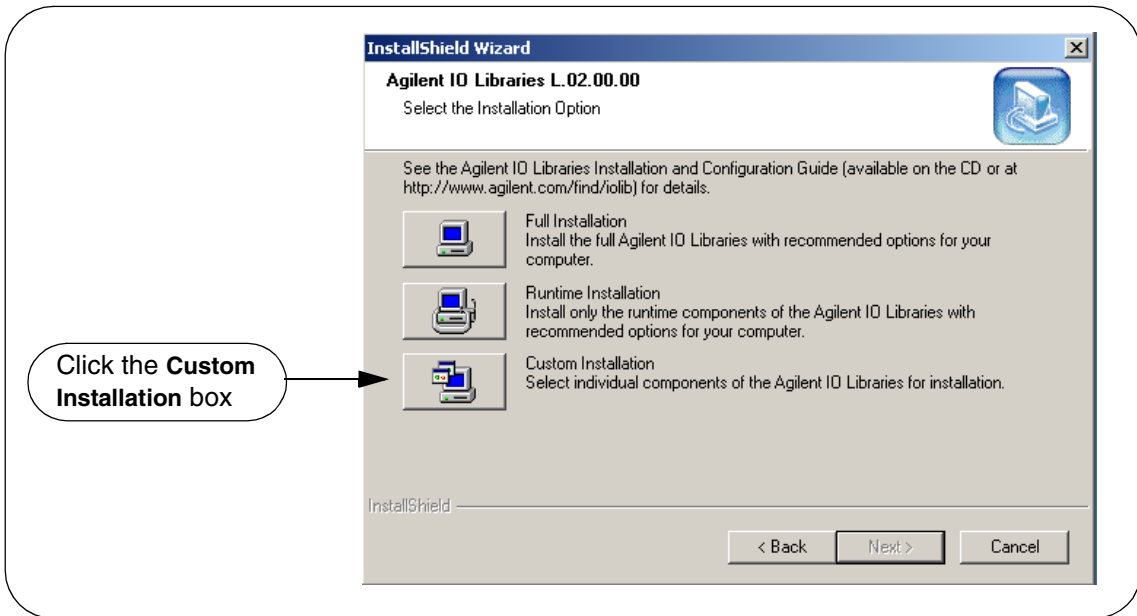 InstallShield Wizard
Agilent IO Libraries L.02.00.00
Select the Installation Option
See the Agilent IO Libraries Installation and Configuration Guide (available on the CD or at
http://www.agilent.com/find/iolib) for details.
Full Installation
Install the full Agilent IO Libraries with recommended options for your
computer.
Runtime Installation
Install only the runtime components of the Agilent IO Libraries with
recommended options for your computer.
Click the Custom
Installation box
Custom Installation
Select individual components of the Agilent IO Libraries for installation.
InstallShield
< Back
Next >
Cancel